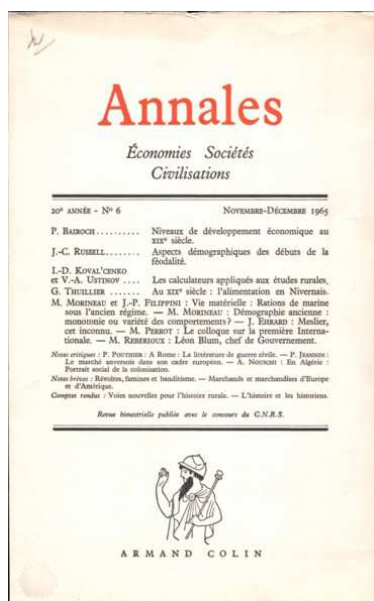 Annales
Économies Sociétés
Civilisations
20e ANNÉE - N° 6 NOVEMBRE-DÉCEMBRE 1965
P. BAIROCH.......... Niveaux de développement économique au
XIXe siècle.
J.-C. RUSSELL........ Aspects démographiques des débuts de la
féodalité.
I.-D. KOVAL'CENKO
et V.-A. USTINOV .... Les calculateurs appliqués aux études rurales.
G. THUILLIER ....... Au XIXe siècle : l'alimentation en Nivernais.
M. MORINEAU et J.-P. FILIPPINI : Vie matérielle : Rations de marine
sous l'ancien régime. — M. MORINEAU : Démographie ancienne :
monotonie ou variété des comportements ? — J. EHRARD : Meslier,
cet inconnu. — M. PERROT : Le colloque sur la première Interna-
tionale. — M. REBERIOUX : Léon Blum, chef de Gouvernement.
Notes critiques : P. POUTHIER : A Rome : La littérature de guerre civile. — P. JEANNIN :
Le marché anversois dans son cadre européen. — A. NOUSCHI : En Algérie :
Portrait social de la colonisation.
Notes brèves : Révoltes, famines et banditisme. — Marchands et marchandises d'Europe
et d'Amérique.
Comptes rendus : Voies nouvelles pour l'histoire rurale. — L'histoire et les historiens.
Revue bimestrielle publiée avec le concours du C.N.R.S.
ARMAND COLIN